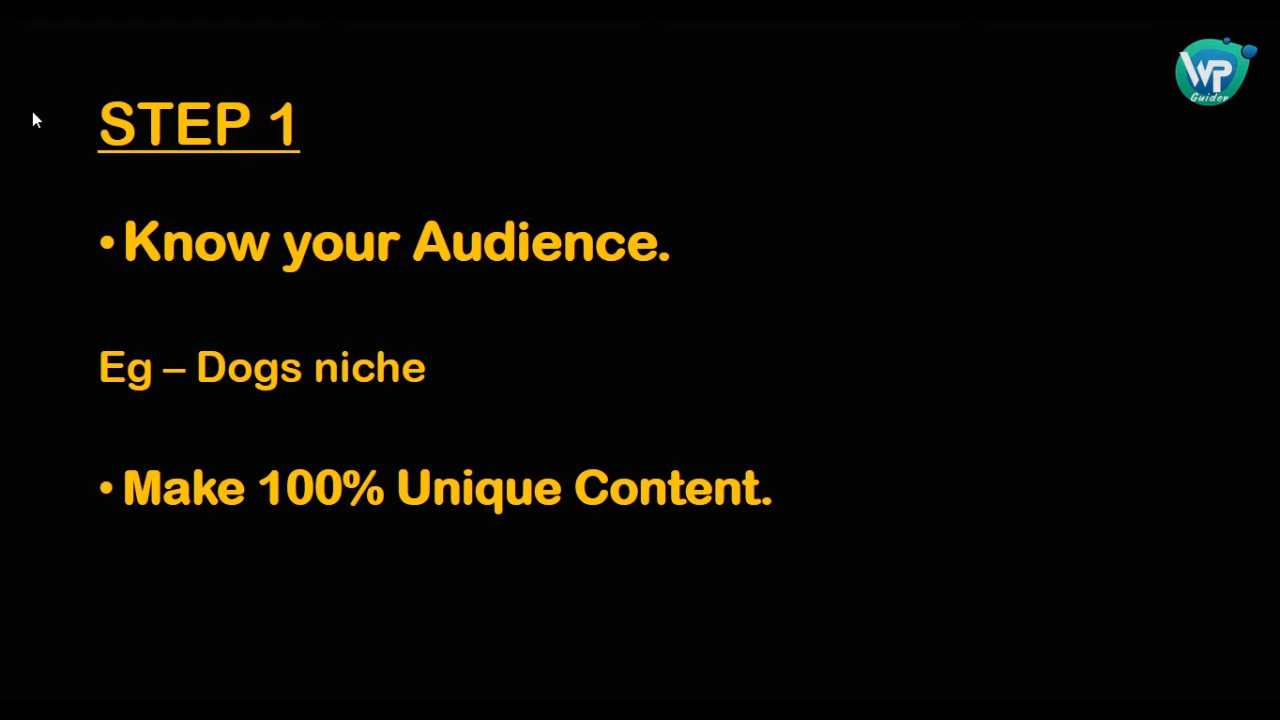 WP
Guider
STEP 1
• Know your Audience.
Eg – Dogs niche
• Make 100% Unique Content.